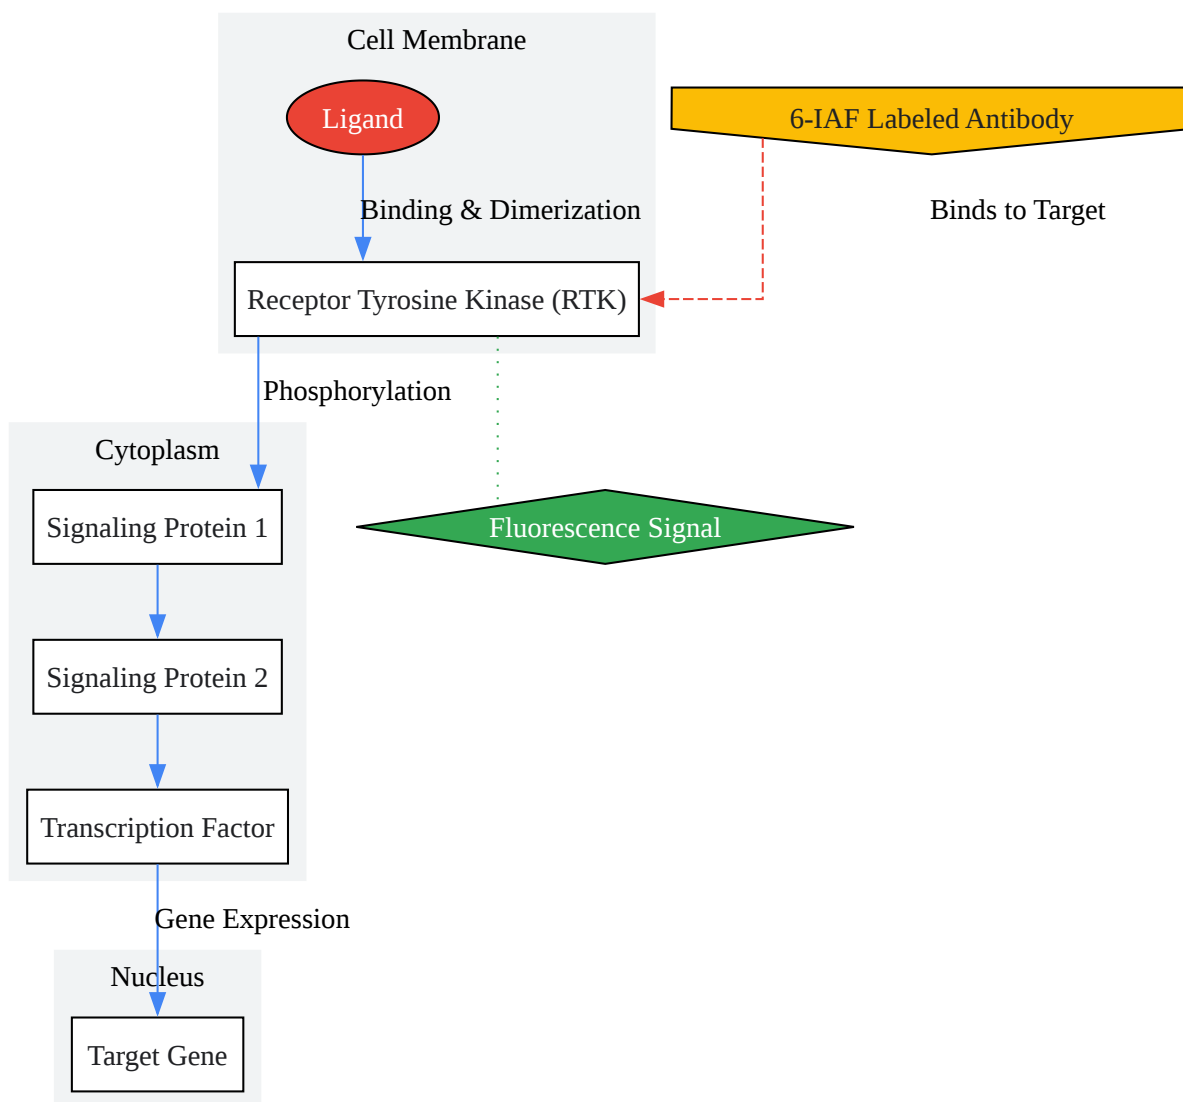 Cell Membrane
Ligand
6-IAF Labeled Antibody
Binding & Dimerization
Binds to Target
Receptor Tyrosine Kinase (RTK)
Phosphorylation
Cytoplasm
Signaling Protein 1
Fluorescence Signal
Signaling Protein 2
Transcription Factor
Gene Expression
Nucleus
Target Gene